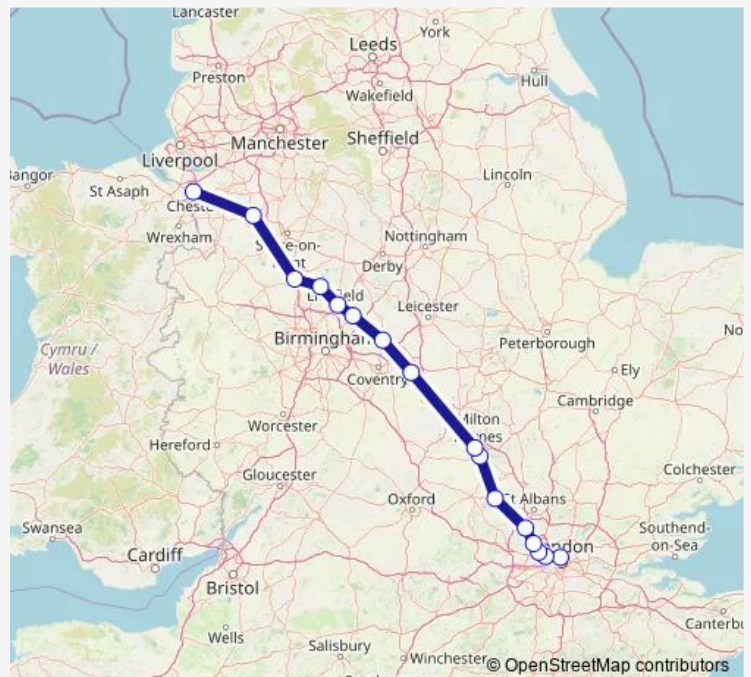 Lancaster
York
Leeds
Preston
Hull
Wakefield
Manchester
Sheffield
Liverpool
Bangor
St Asaph
Lincoln
Wrexham
Nottingham
Derby
Leicester
Birmingham
Peterborough
Cymru /
Wales
Coventry
Ely
Cambridge
Worcester
Milton
Hereford
Gloucester
Colchester
Oxford
St Albans
Swansea
Southend-
on-Sea
Cardiff
Bristol
Wells
Salisbury
Winchester
© OpenStreetMap contributors